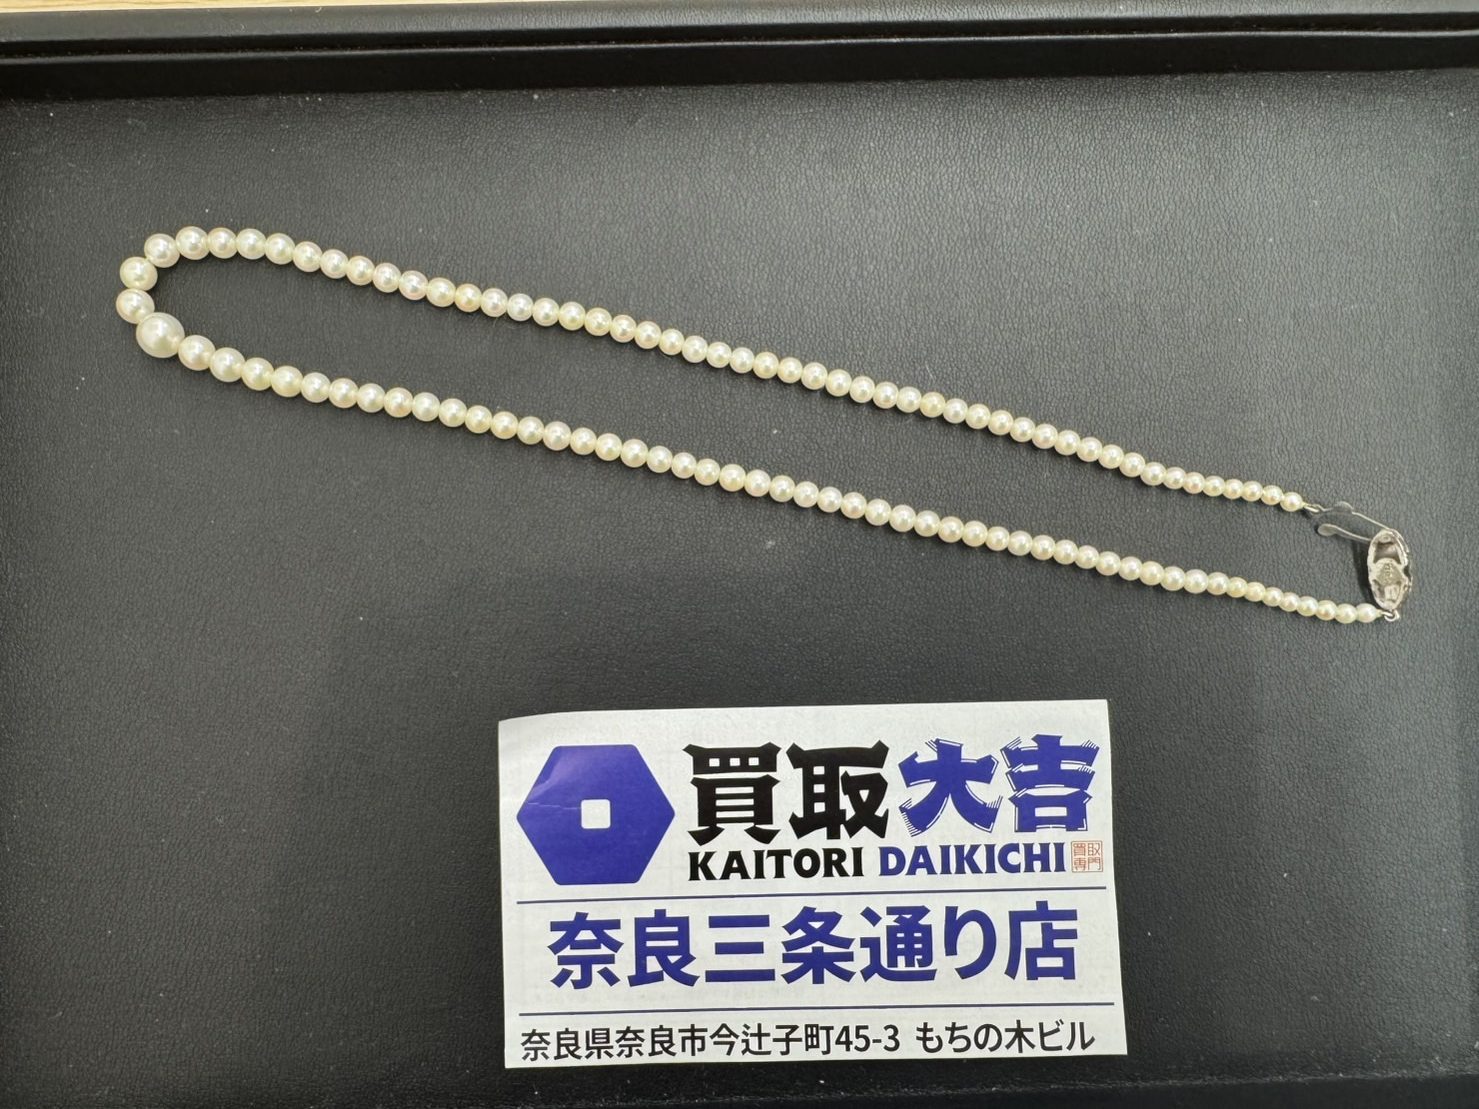 買取大吉
KAITORI DAIKICHI
買取
専門
奈良三条通り店
奈良県奈良市今辻子町45-3 もちの木ビル